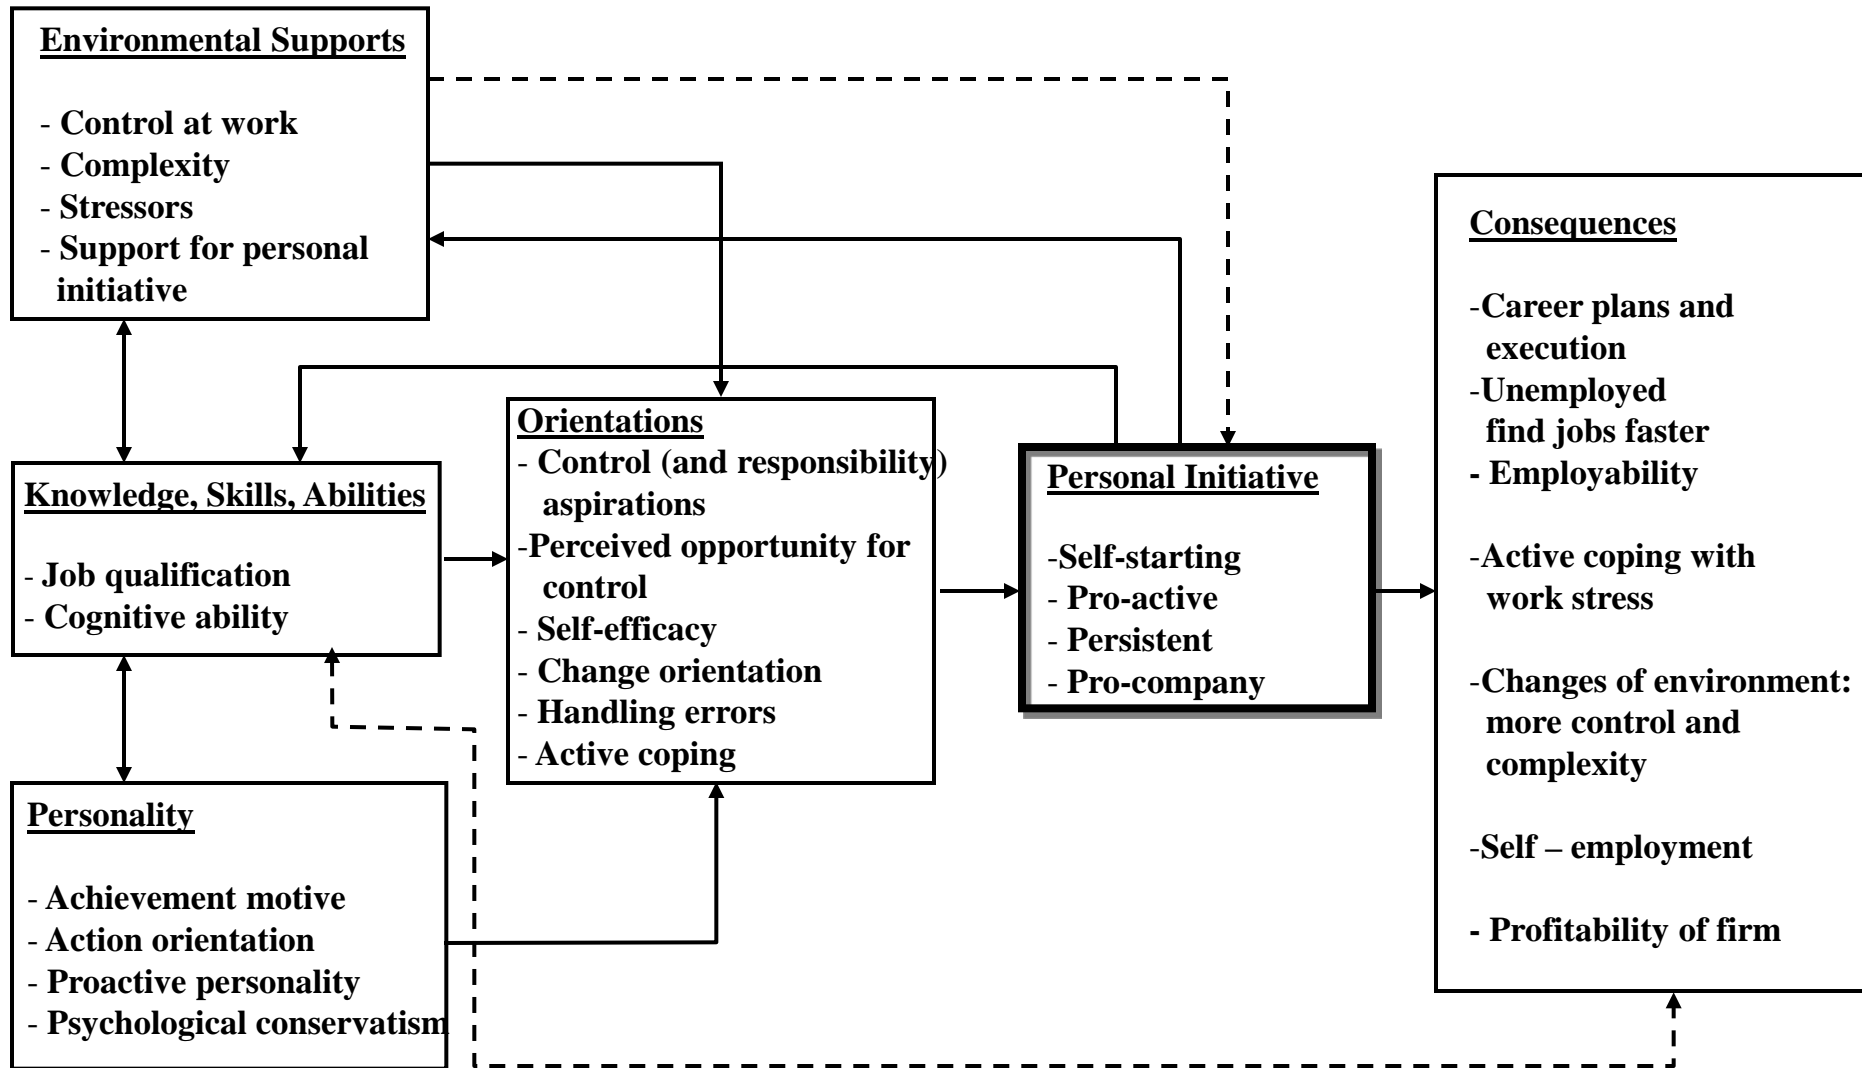 Environmental Supports
- Control at work
- Complexity
- Stressors
- Support for personal
initiative
Knowledge, Skills, Abilities
- Job qualification
- Cognitive ability
Personality
- Achievement motive
- Action orientation
- Proactive personality
- Psychological conservatism
Orientations
- Control (and responsibility)
aspirations
-Perceived opportunity for
control
- Self-efficacy
- Change orientation
- Handling errors
- Active coping
Personal Initiative
-Self-starting
- Pro-active
- Persistent
- Pro-company
Consequences
-Career plans and
execution
-Unemployed
find jobs faster
- Employability
-Active coping with
work stress
-Changes of environment:
more control and
complexity
-Self – employment
- Profitability of firm